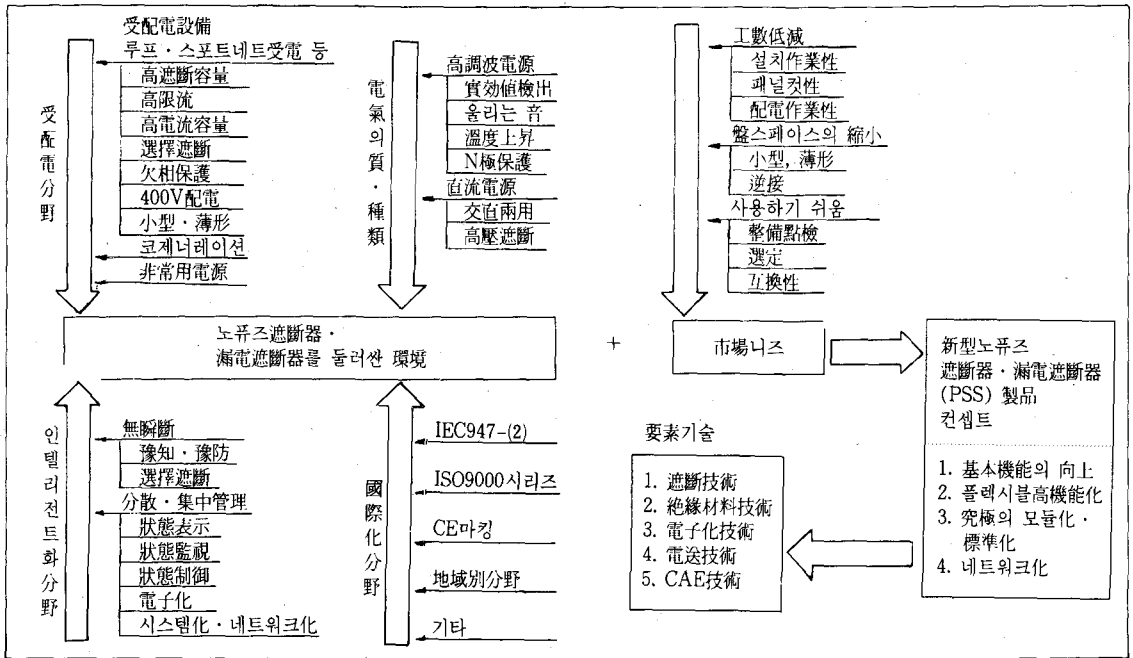 受配電分野
受配電設備
루프・스포트네트受電 등
高遮斷容量
高限流
高電流容量
選擇遮斷
欠相保護
400V配電
小型・薄形
코제너레이션
非常用電源
電氣의 質・種類
高調波電源
實効値檢出
울리는 音
溫度上昇
N極保護
直流電源
交直兩用
高壓遮斷
工數低減
설치作業性
패널컷性
配電作業性
盤스페이스의 縮小
小型, 薄形
逆接
사용하기 쉬움
整備點檢
選定
互換性
노퓨즈遮斷器・
漏電遮斷器를 둘러싼 環境
+
市場니즈
新型노퓨즈
遮斷器・漏電遮斷器
(PSS) 製品
컨셉트
1. 基本機能의 向上
2. 플렉시블高機能化
3. 究極의 모듈化・
標準化
4. 네트워크化
인텔리전트화分野
無瞬斷
豫知・豫防
選擇遮斷
分散・集中管理
狀態表示
狀態監視
狀態制御
電子化
시스템化・네트워크化
國際化分野
IEC947-(2)
ISO9000시리즈
CE마킹
地域別分野
기타
要素기술
1. 遮斷技術
2. 絶緣材料技術
3. 電子化技術
4. 電送技術
5. CAE技術